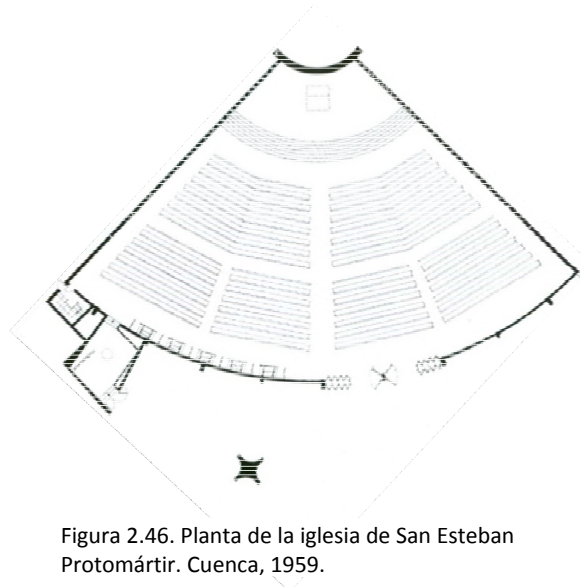 Figura 2.46. Planta de la iglesia de San Esteban
Protomártir. Cuenca, 1959.